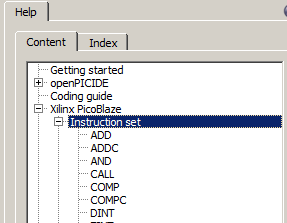 Help
Content Index
Getting started
openPICIDE
Coding guide
Xilinx PicoBlaze
Instruction set
ADD
ADDC
AND
CALL
COMP
COMPC
DINT